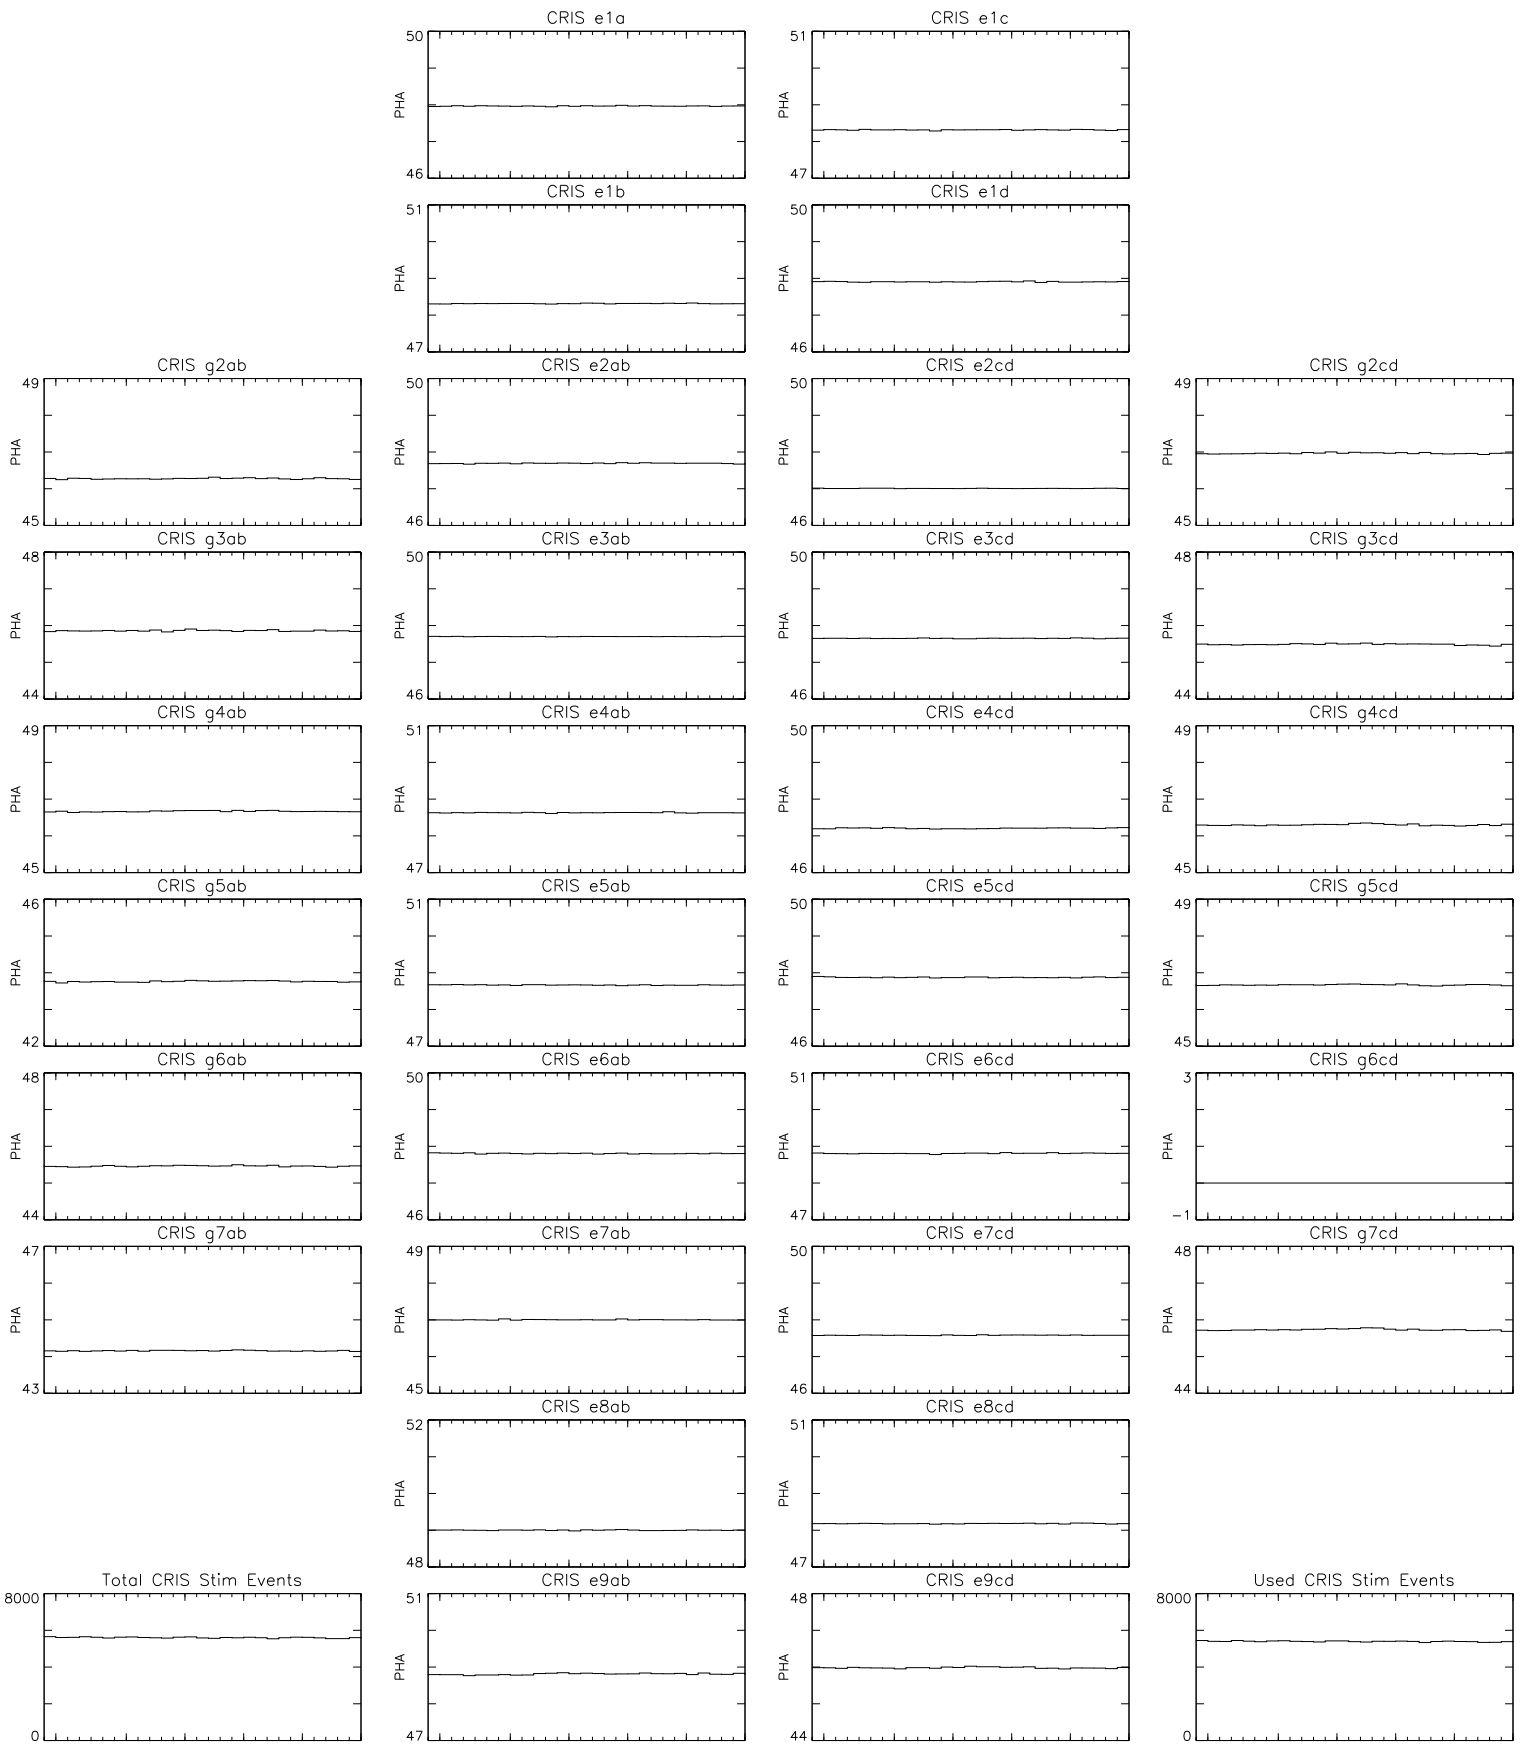 CRIS e1a CRIS e1c
50 51
PHA PHA
46 47
CRIS e1b CRIS e1d
51 50
PHA PHA
47 46
CRIS g2ab CRIS e2ab CRIS e2cd CRIS g2cd
49 50 50 49
PHA PHA PHA PHA
45 46 46 45
CRIS g3ab CRIS e3ab CRIS e3cd CRIS g3cd
48 50 50 48
PHA PHA PHA PHA
44 46 46 44
CRIS g4ab CRIS e4ab CRIS e4cd CRIS g4cd
49 51 50 49
PHA PHA PHA PHA
45 47 46 45
CRIS g5ab CRIS e5ab CRIS e5cd CRIS g5cd
46 51 50 49
PHA PHA PHA PHA
42 47 46 45
CRIS g6ab CRIS e6ab CRIS e6cd CRIS g6cd
48 50 51 3
PHA PHA PHA PHA
44 46 47 -1
CRIS g7ab CRIS e7ab CRIS e7cd CRIS g7cd
47 49 50 48
PHA PHA PHA PHA
43 45 46 44
CRIS e8ab CRIS e8cd
52 51
PHA PHA
48 47
Total CRIS Stim Events CRIS e9ab CRIS e9cd Used CRIS Stim Events
8000 51 48 8000
PHA PHA
0 47 44 0